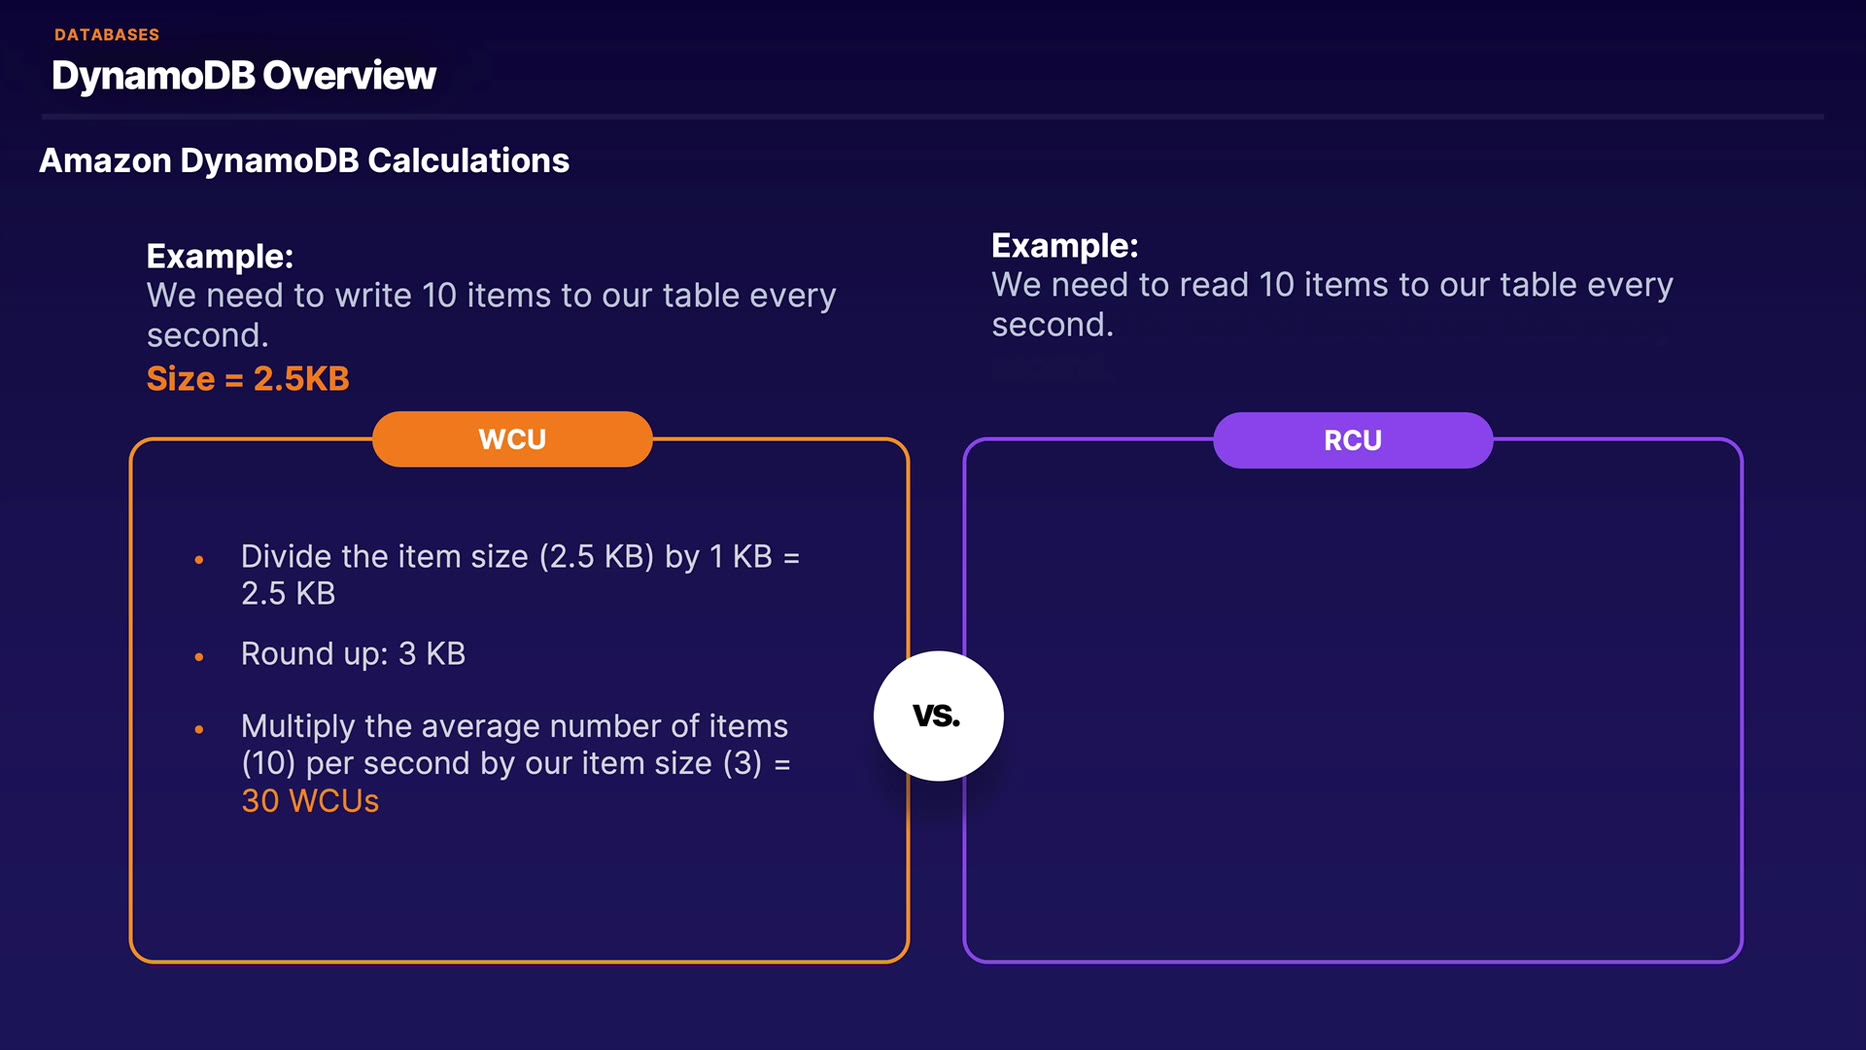 DATABASES
DynamoDB Overview
Amazon DynamoDB Calculations
Example:
We need to write 10 items to our table every
second.
Size = 2.5KB
WCU
• Divide the item size (2.5 KB) by 1 KB =
2.5 KB
• Round up: 3 KB
• Multiply the average number of items
(10) per second by our item size (3) =
30 WCUs
VS.
Example:
We need to read 10 items to our table every
second.
RCU